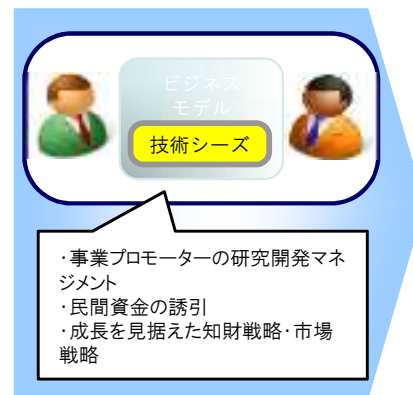 ビジネス
モデル
技術シーズ
・事業プロモーターの研究開発マネ
ジメント
・民間資金の誘引
・成長を見据えた知財戦略・市場
戦略